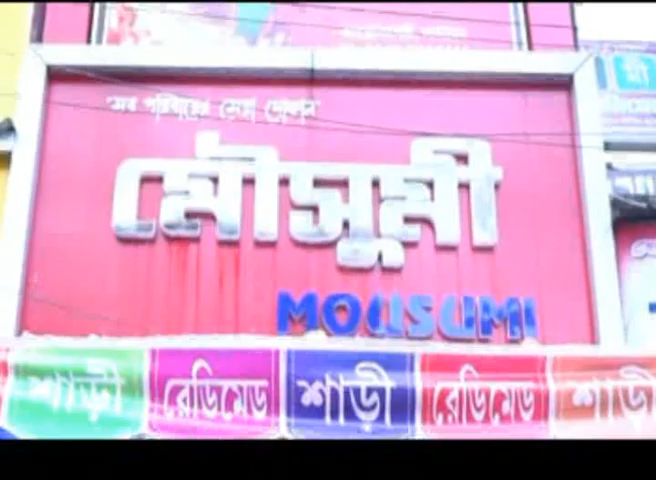 সব পরিবারের সেরা দোকান
মৌসুমী
MOUSUMI
শাড়ী রেডিমেড শাড়ী রেডিমেড শাড়ী